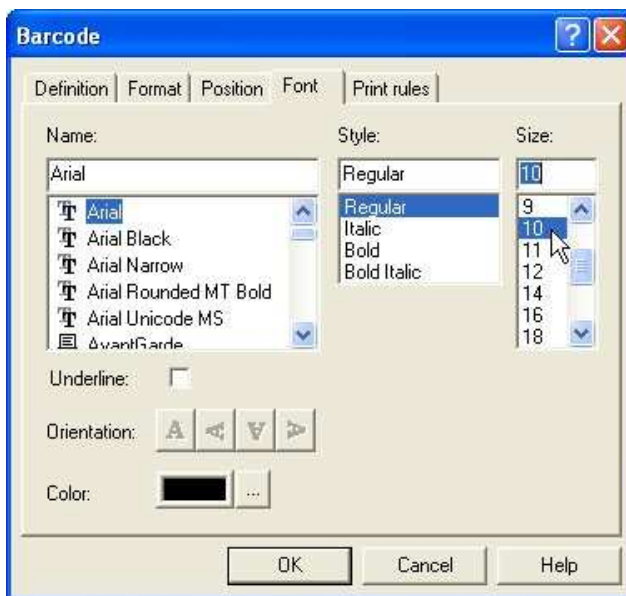 Barcode
Definition Format Position Font Print rules
Name: Style: Size:
Arial Regular 10
Arial Regular 9
Arial Black Italic 10
Arial Narrow Bold 11
Arial Rounded MT Bold Bold Italic 12
Arial Unicode MS 14
AvantGarde 16
18
Underline:
Orientation: A A A A
Color: ...
OK Cancel Help